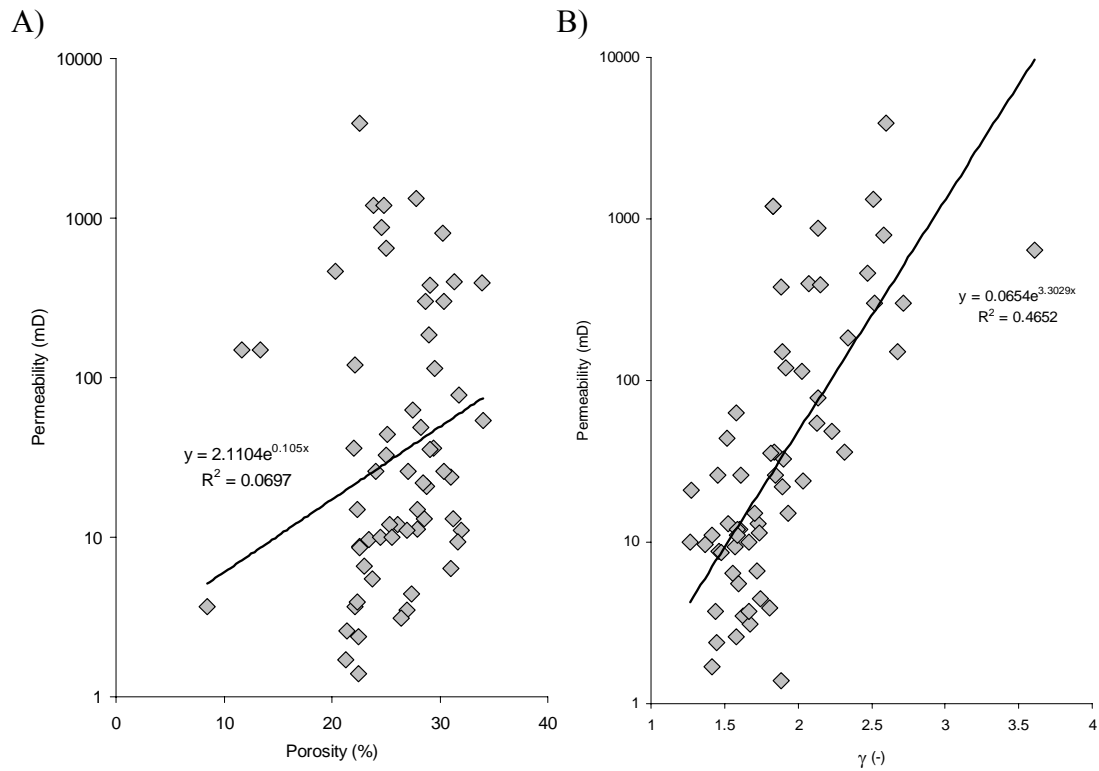 A)
10000
1000
100
10
1
Permeability (mD)
y = 2.1104e^0.105x
R² = 0.0697
0 10 20 30 40
Porosity (%)
B)
10000
1000
100
10
1
Permeability (mD)
y = 0.0654e^3.3029x
R² = 0.4652
1 1.5 2 2.5 3 3.5 4
γ (-)